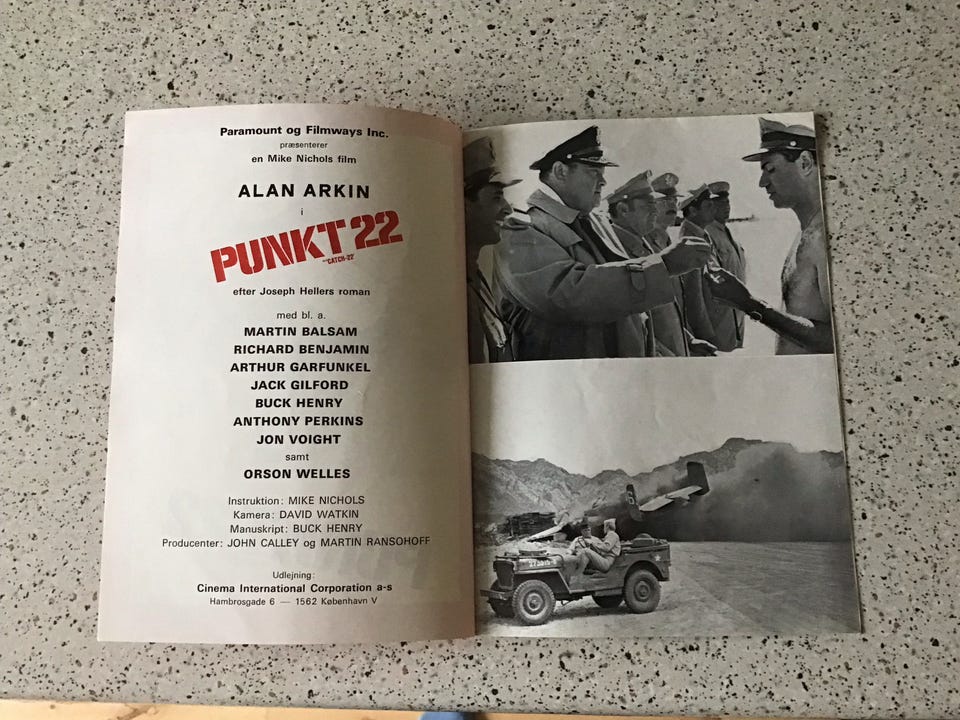 Paramount og Filmways Inc.
præsenterer
en Mike Nichols film
ALAN ARKIN
i
PUNKT 22
"CATCH-22"
efter Joseph Hellers roman
med bl. a.
MARTIN BALSAM
RICHARD BENJAMIN
ARTHUR GARFUNKEL
JACK GILFORD
BUCK HENRY
ANTHONY PERKINS
JON VOIGHT
samt
ORSON WELLES
Instruktion: MIKE NICHOLS
Kamera: DAVID WATKIN
Manuskript: BUCK HENRY
Producenter: JOHN CALLEY og MARTIN RANSOHOFF
Udlejning:
Cinema International Corporation a-s
Hambrosgade 6 — 1562 København V